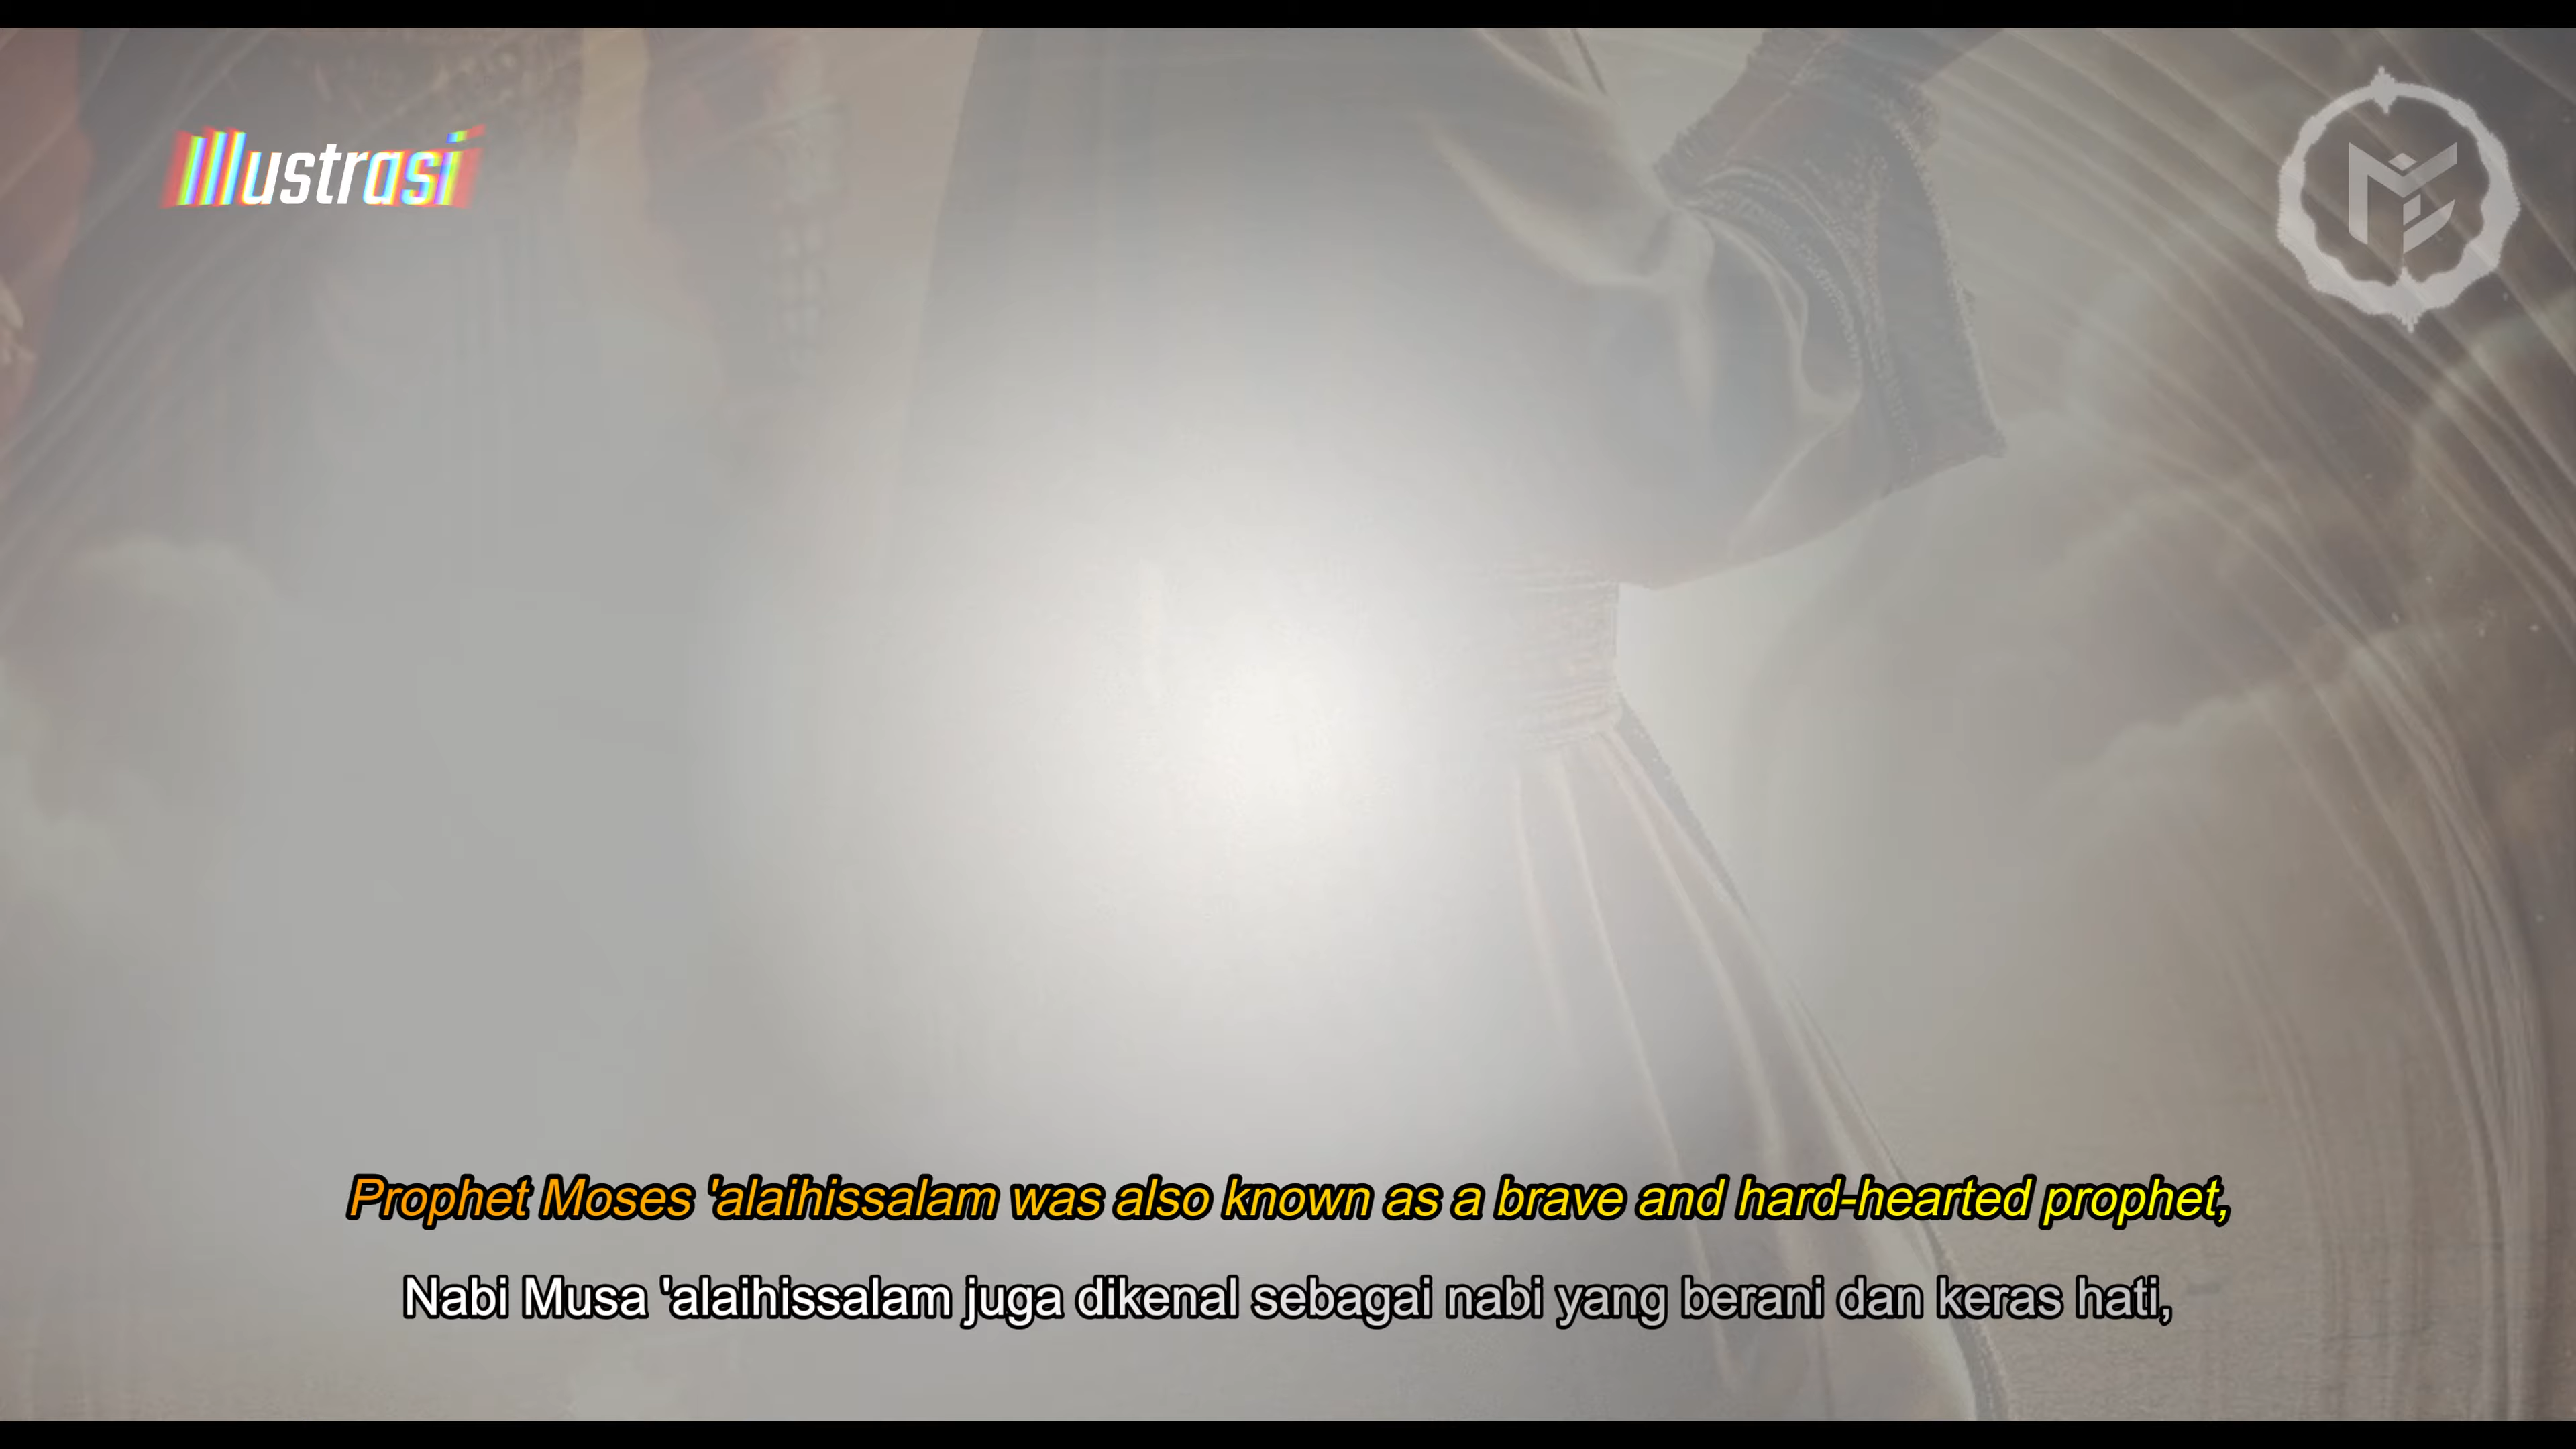 Illustrasi
Prophet Moses 'alaihissalam was also known as a brave and hard-hearted prophet,
Nabi Musa 'alaihissalam juga dikenal sebagai nabi yang berani dan keras hati,